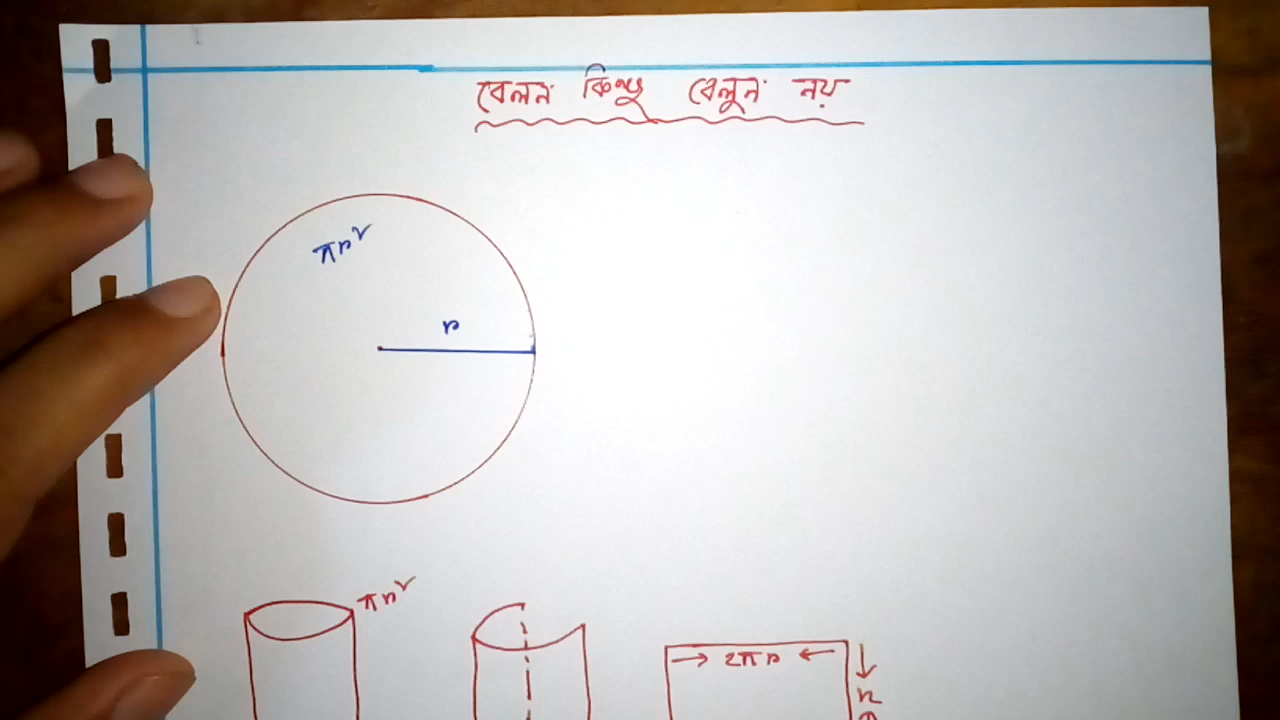 বেলন কিন্তু বেলুন নয়
πr²
r
πr²
2πr